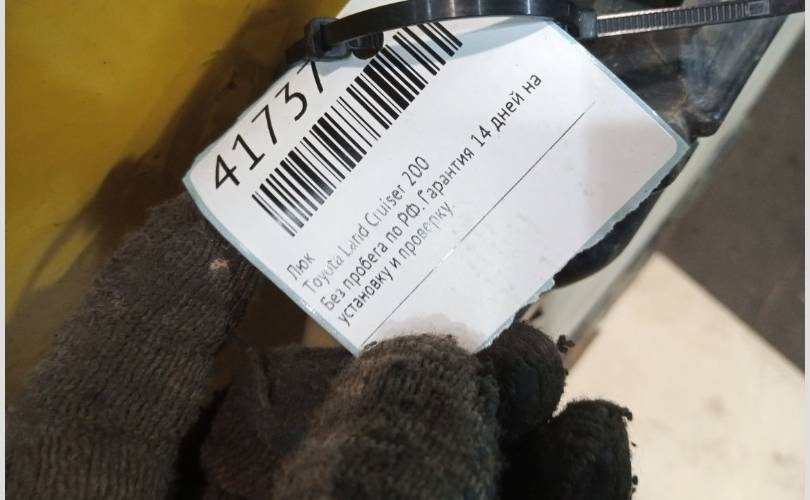 41737
Люк
Toyota Land Cruiser 200
Без пробега по РФ. Гарантия 14 дней на
установку и проверку.